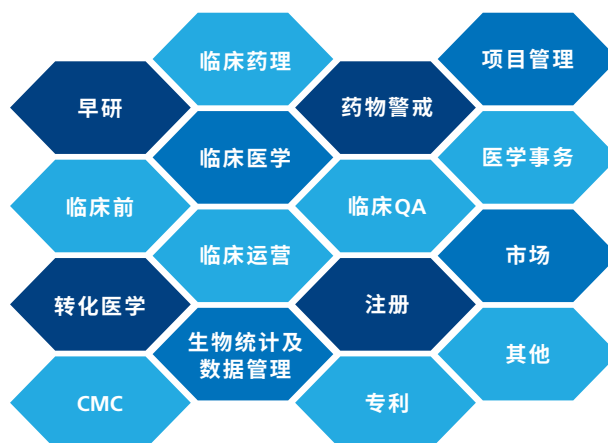 早研
临床前
转化医学
CMC
临床药理
临床医学
临床运营
生物统计及
数据管理
药物警戒
临床QA
注册
专利
项目管理
医学事务
市场
其他